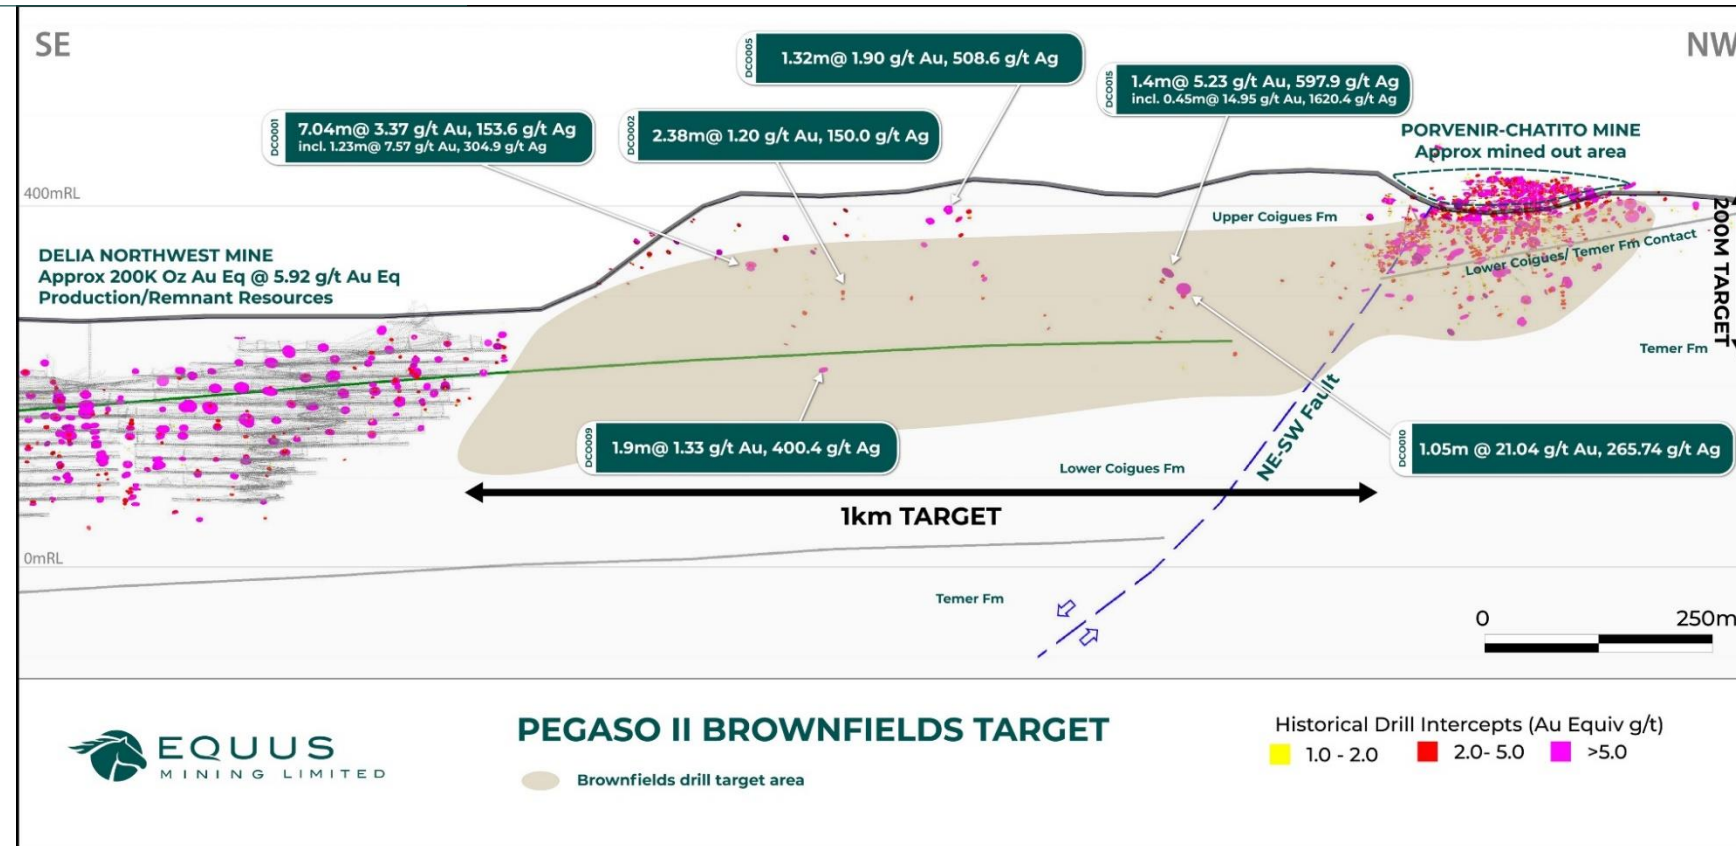 SE
NW
DCO005
1.32m@ 1.90 g/t Au, 508.6 g/t Ag
DCO015
1.4m@ 5.23 g/t Au, 597.9 g/t Ag
incl. 0.45m@ 14.95 g/t Au, 1620.4 g/t Ag
DCO001
7.04m@ 3.37 g/t Au, 153.6 g/t Ag
incl. 1.23m@ 7.57 g/t Au, 304.9 g/t Ag
DCO002
2.38m@ 1.20 g/t Au, 150.0 g/t Ag
PORVENIR-CHATITO MINE
Approx mined out area
400mRL
Upper Coigues Fm
200M TARGET
DELIA NORTHWEST MINE
Approx 200K Oz Au Eq @ 5.92 g/t Au Eq
Production/Remnant Resources
Lower Coigues/ Temer Fm Contact
Temer Fm
NE-SW Fault
DCO009
1.9m@ 1.33 g/t Au, 400.4 g/t Ag
DCO010
1.05m @ 21.04 g/t Au, 265.74 g/t Ag
Lower Coigues Fm
1km TARGET
0mRL
Temer Fm
0 250m
EQUUS
MINING LIMITED
PEGASO II BROWNFIELDS TARGET
Brownfields drill target area
Historical Drill Intercepts (Au Equiv g/t)
1.0 - 2.0 2.0- 5.0 >5.0